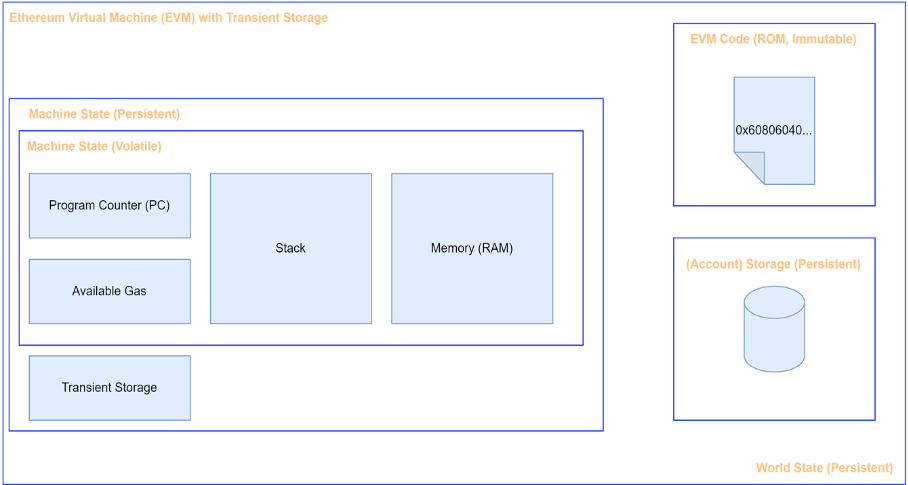 Ethereum Virtual Machine (EVM) with Transient Storage
EVM Code (ROM, Immutable)
0x60806040...
Machine State (Persistent)
Machine State (Volatile)
Program Counter (PC)
Stack
Memory (RAM)
Available Gas
Transient Storage
(Account) Storage (Persistent)
World State (Persistent)